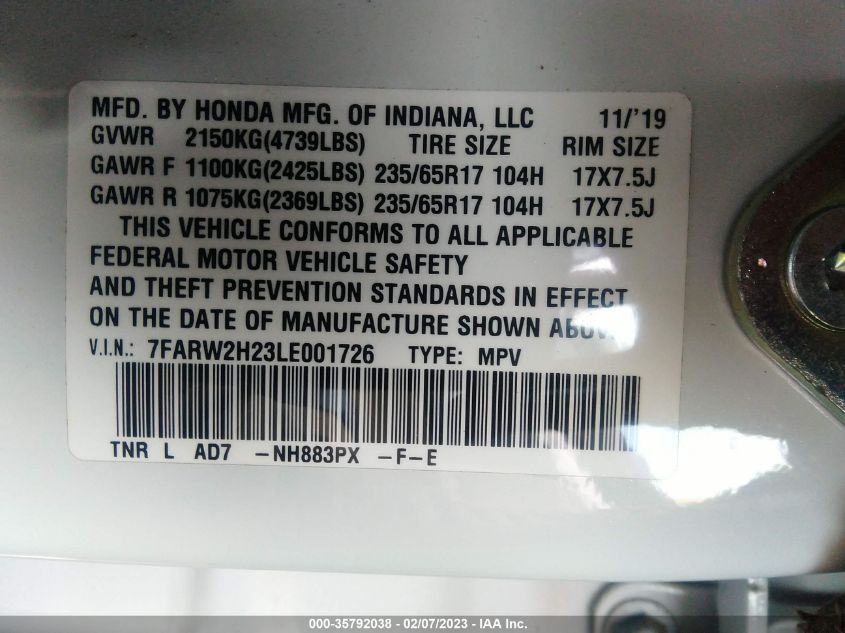 MFD. BY HONDA MFG. OF INDIANA, LLC 11/'19
GVWR 2150KG(4739LBS) TIRE SIZE RIM SIZE
GAWR F 1100KG(2425LBS) 235/65R17 104H 17X7.5J
GAWR R 1075KG(2369LBS) 235/65R17 104H 17X7.5J
THIS VEHICLE CONFORMS TO ALL APPLICABLE
FEDERAL MOTOR VEHICLE SAFETY
AND THEFT PREVENTION STANDARDS IN EFFECT
ON THE DATE OF MANUFACTURE SHOWN ABOVE.
V.I.N.: 7FARW2H23LE001726 TYPE: MPV
TNR L AD7 -NH883PX -F-E
000-35792038 - 02/07/2023 - IAA Inc.